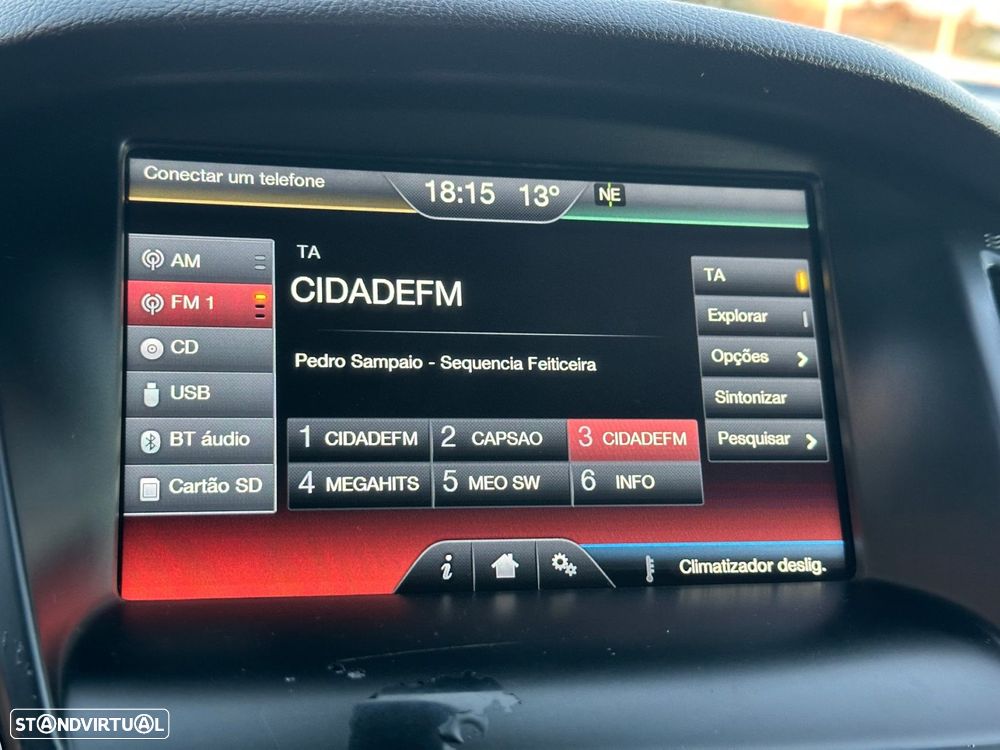 Conectar um telefone
18:15 13° NE
AM
FM 1
CD
USB
BT áudio
Cartão SD
TA
CIDADEFM
Pedro Sampaio - Sequencia Feiticeira
1 CIDADEFM 2 CAPSAO 3 CIDADEFM
4 MEGAHITS 5 MEO SW 6 INFO
TA
Explorar
Opções
Sintonizar
Pesquisar
i
Climatizador deslig.
STANDVIRTUAL